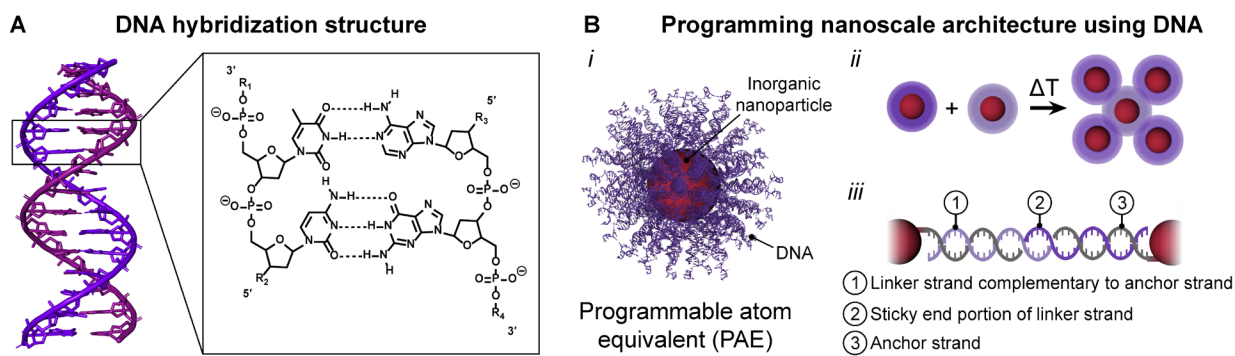 A DNA hybridization structure
3′
R1
O
⊖O–P=O
O
O
O
N–H
N
O
O
⊖O–P=O
O
O
R2
5′
H
N–H
N
O
H
H–N
N
N
N
N
5′
R3
O
O
O=P–O⊖
O
O
N
N
O
H–N
N
H–N
H
O
O=P–O⊖
O
R4
3′
B Programming nanoscale architecture using DNA
i
Inorganic
nanoparticle
DNA
Programmable atom
equivalent (PAE)
ii
+
ΔT
iii
1 2 3
1 Linker strand complementary to anchor strand
2 Sticky end portion of linker strand
3 Anchor strand